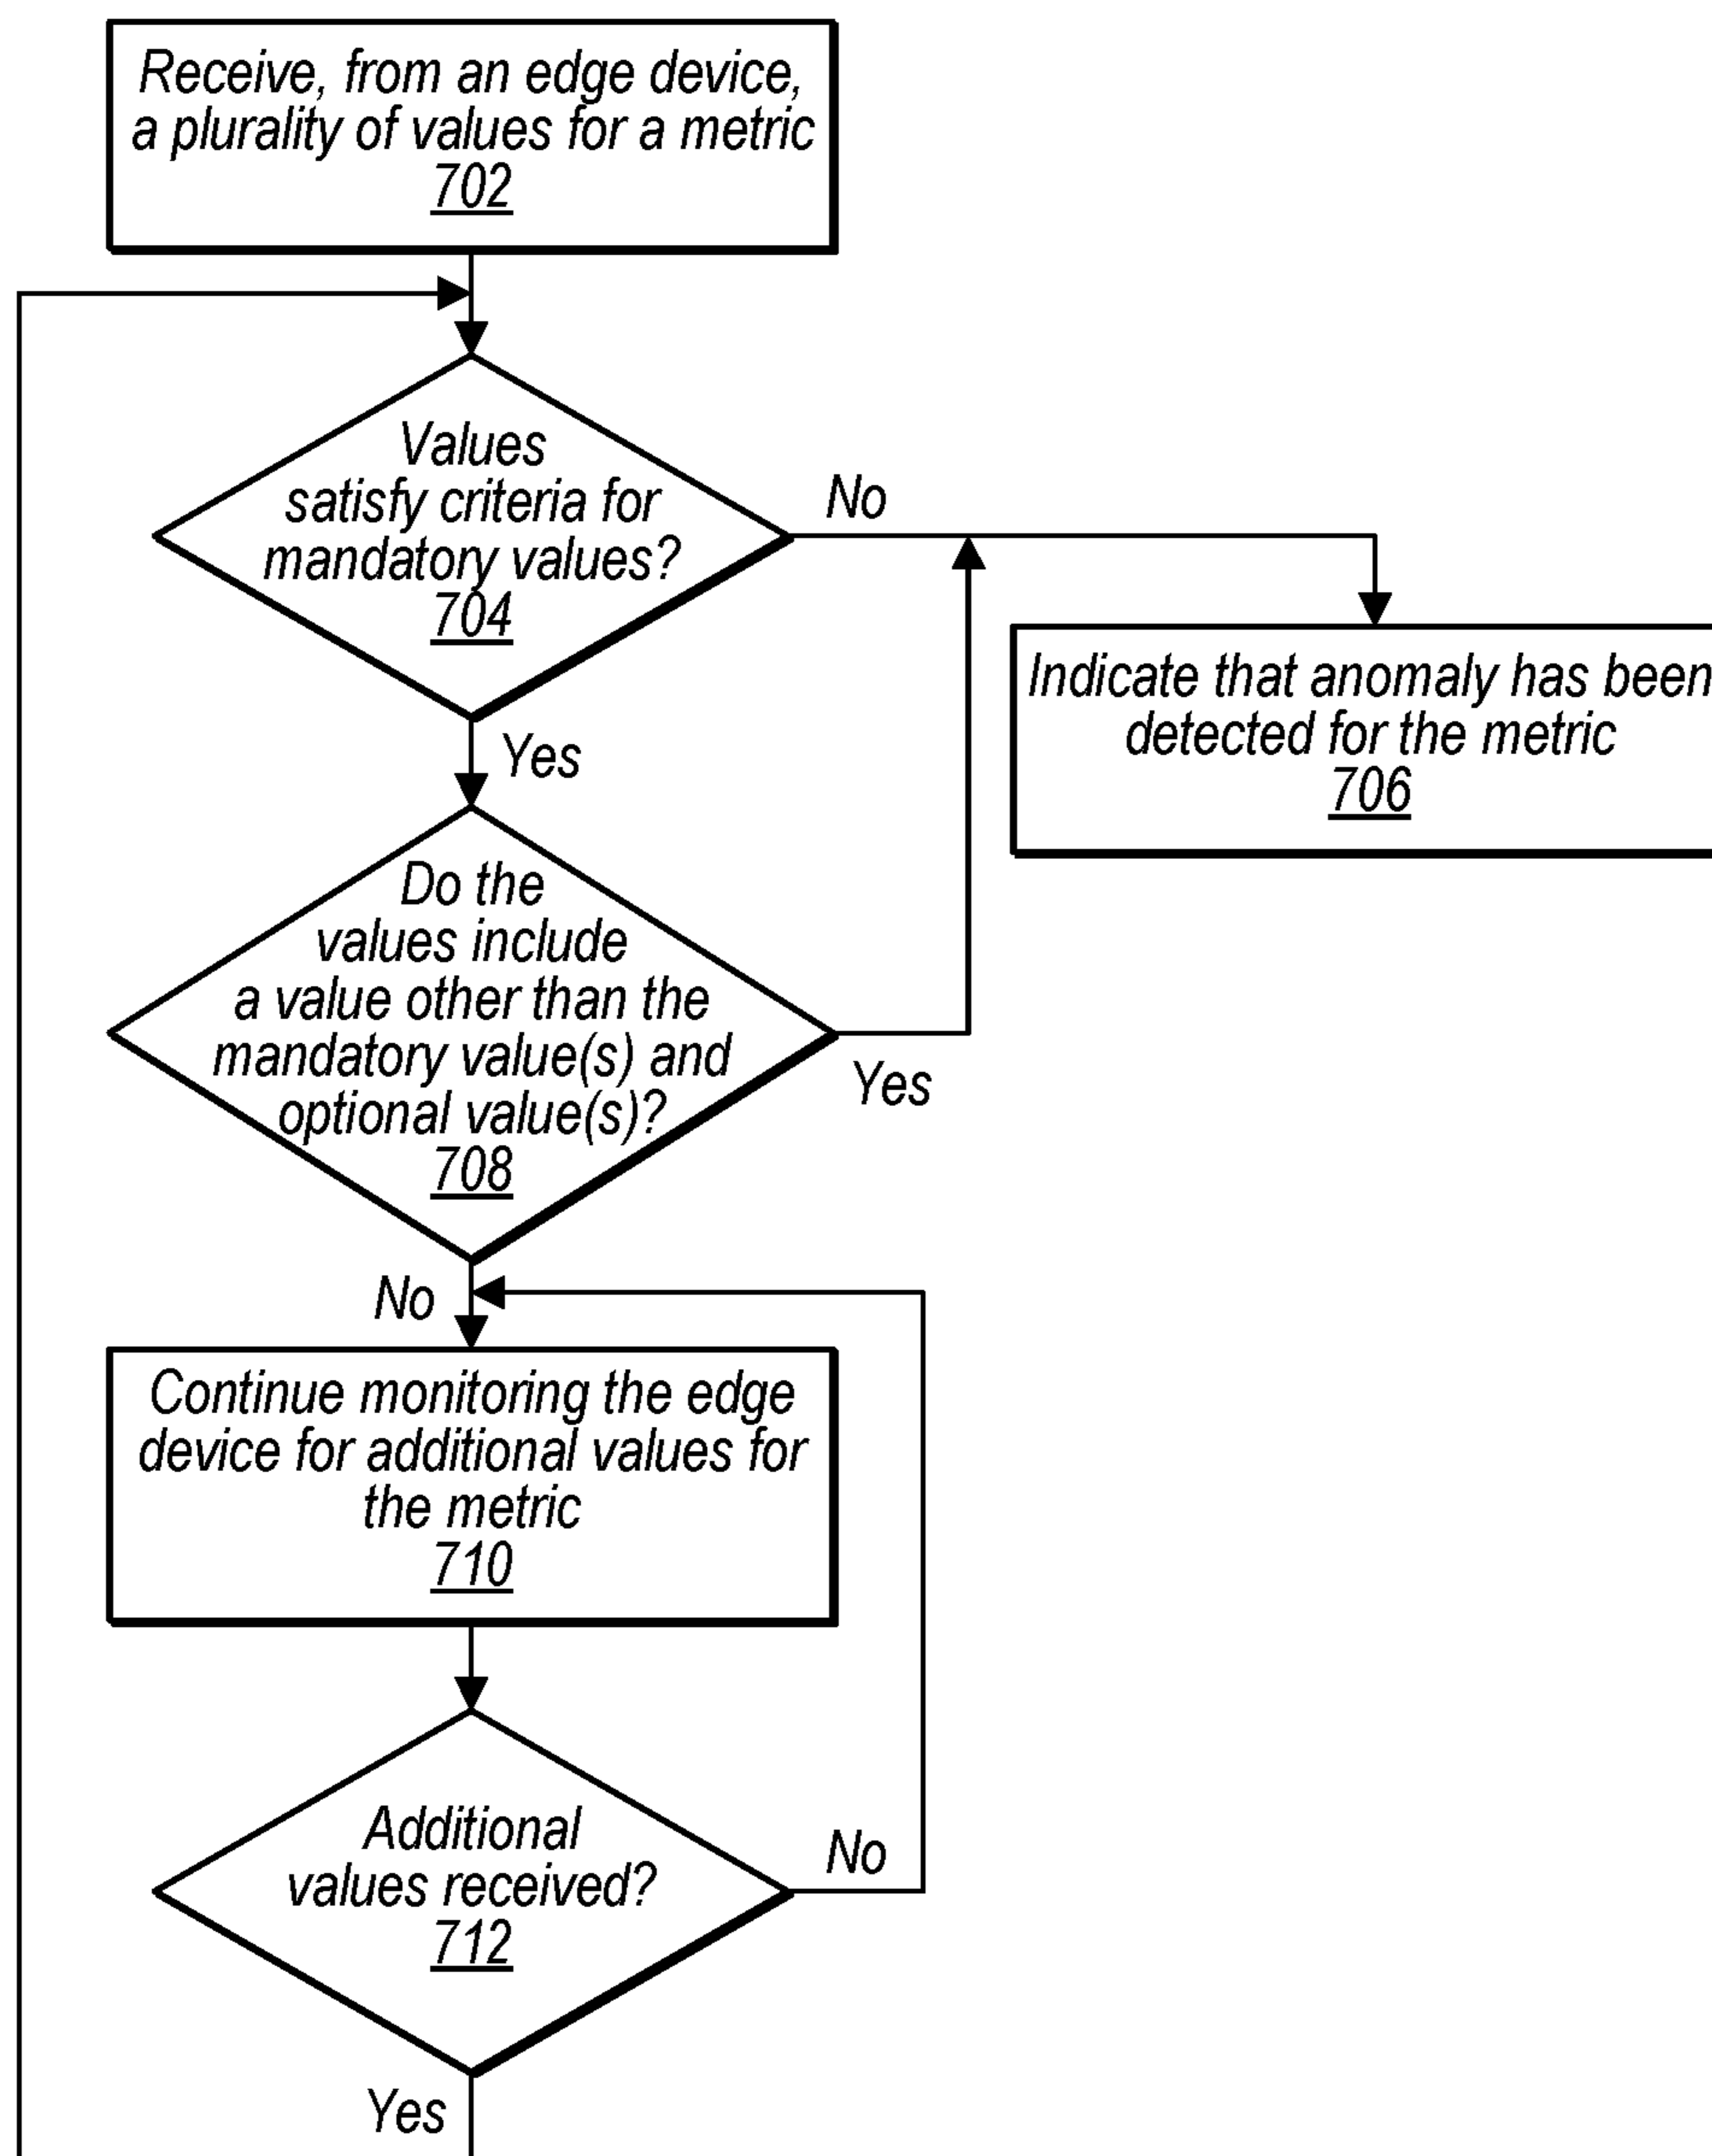 Receive, from an edge device,
a plurality of values for a metric
702
Values
satisfy criteria for
mandatory values?
704
No
Indicate that anomaly has been
detected for the metric
706
Yes
Do the
values include
a value other than the
mandatory value(s) and
optional value(s)?
708
Yes
No
Continue monitoring the edge
device for additional values for
the metric
710
Additional
values received?
712
No
Yes